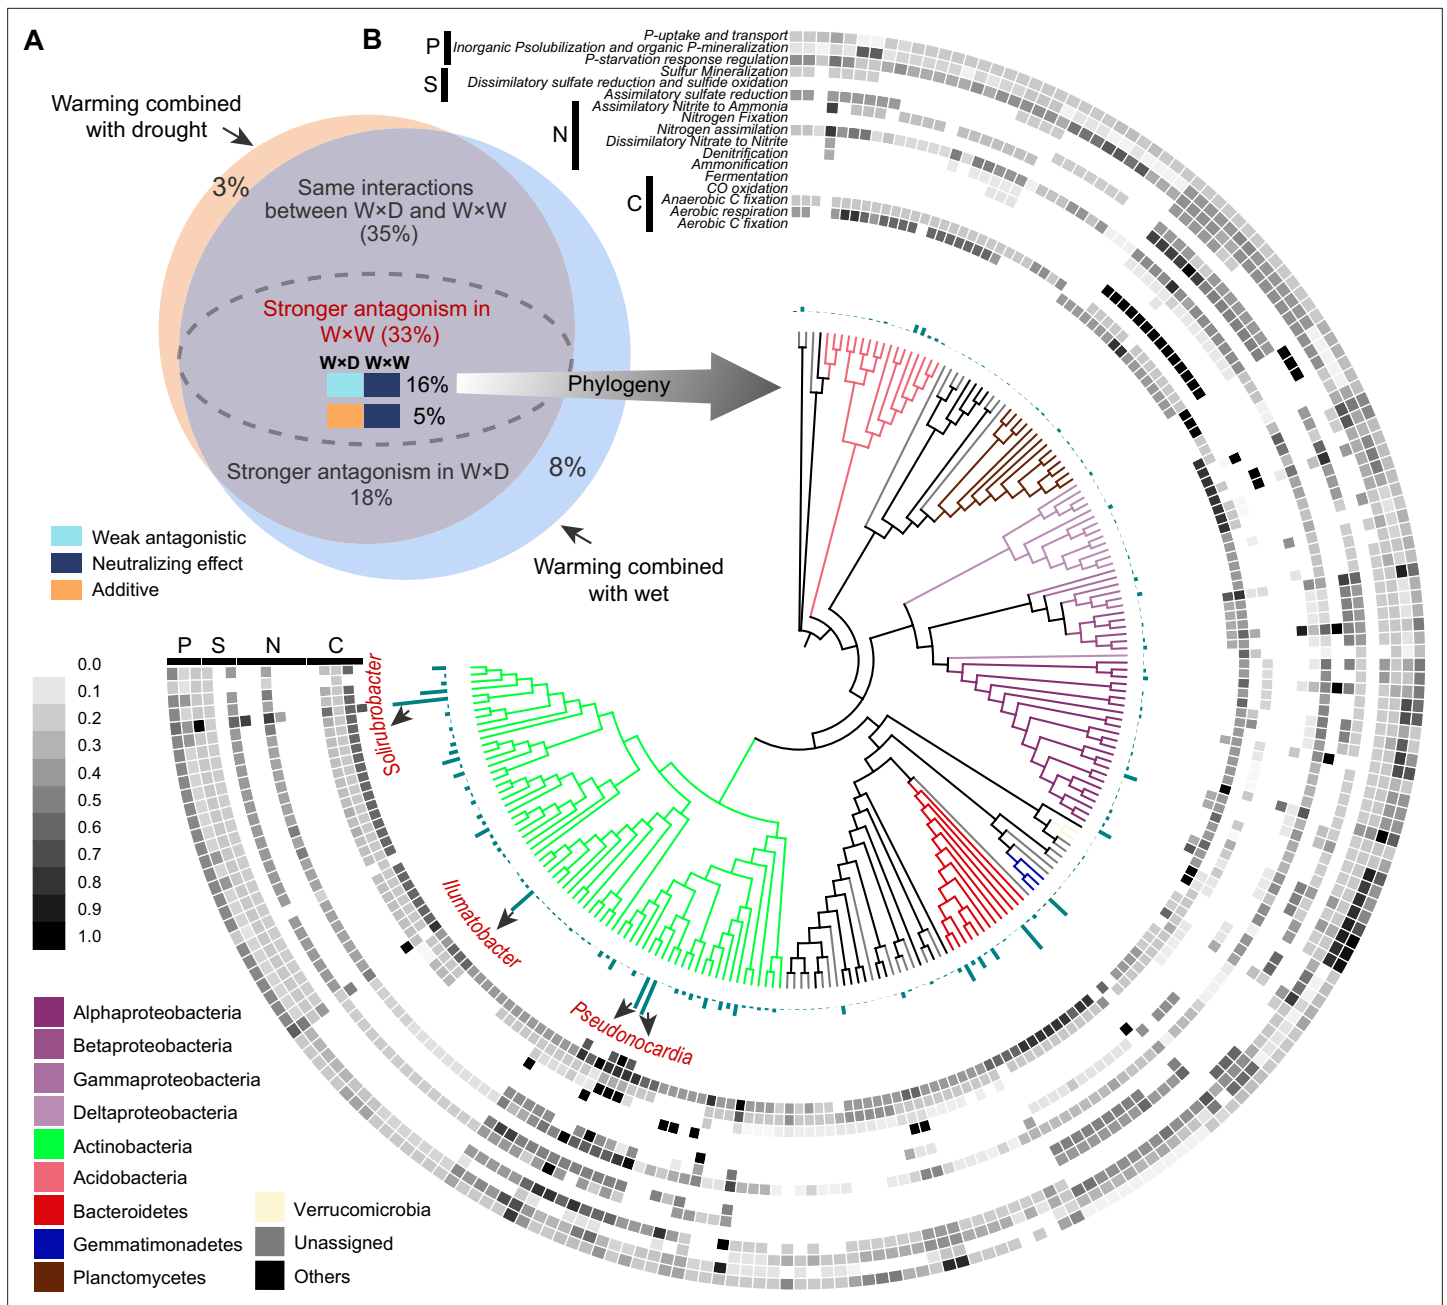 A
Warming combined
with drought
3%
Same interactions
between W×D and W×W
(35%)
Stronger antagonism in
W×W (33%)
W×D W×W
16%
5%
Stronger antagonism in W×D
18%
8%
Phylogeny
Weak antagonistic
Neutralizing effect
Additive
Warming combined
with wet
B
P
S
N
C
P-uptake and transport
Inorganic Psolubilization and organic P-mineralization
P-starvation response regulation
Sulfur Mineralization
Dissimilatory sulfate reduction and sulfide oxidation
Assimilatory sulfate reduction
Assimilatory Nitrite to Ammonia
Nitrogen Fixation
Nitrogen assimilation
Dissimilatory Nitrate to Nitrite
Denitrification
Ammonification
Fermentation
CO oxidation
Anaerobic C fixation
Aerobic respiration
Aerobic C fixation
P S N C
0.0
0.1
0.2
0.3
0.4
0.5
0.6
0.7
0.8
0.9
1.0
Solirubrobacter
Ilumatobacter
Pseudonocardia
Alphaproteobacteria
Betaproteobacteria
Gammaproteobacteria
Deltaproteobacteria
Actinobacteria
Acidobacteria
Bacteroidetes
Gemmatimonadetes
Planctomycetes
Verrucomicrobia
Unassigned
Others